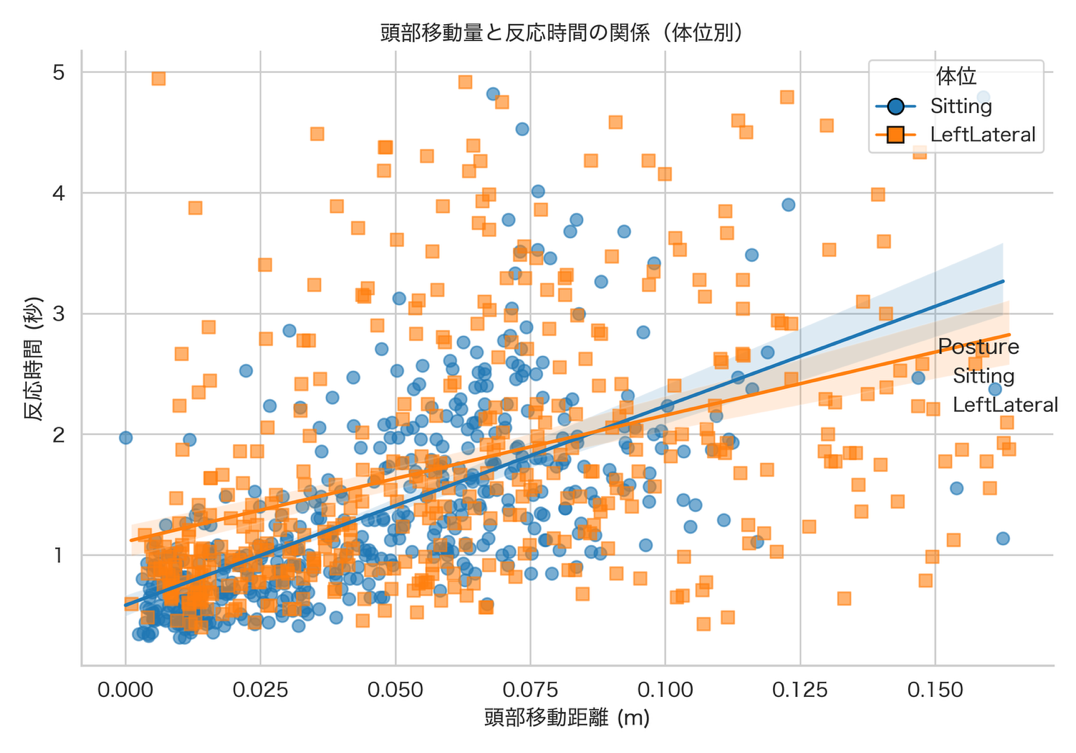 頭部移動量と反応時間の関係（体位別）
体位
Sitting
LeftLateral
5
4
3
2
1
反応時間 (秒)
Posture
Sitting
LeftLateral
0.000
0.025
0.050
0.075
0.100
0.125
0.150
頭部移動距離 (m)